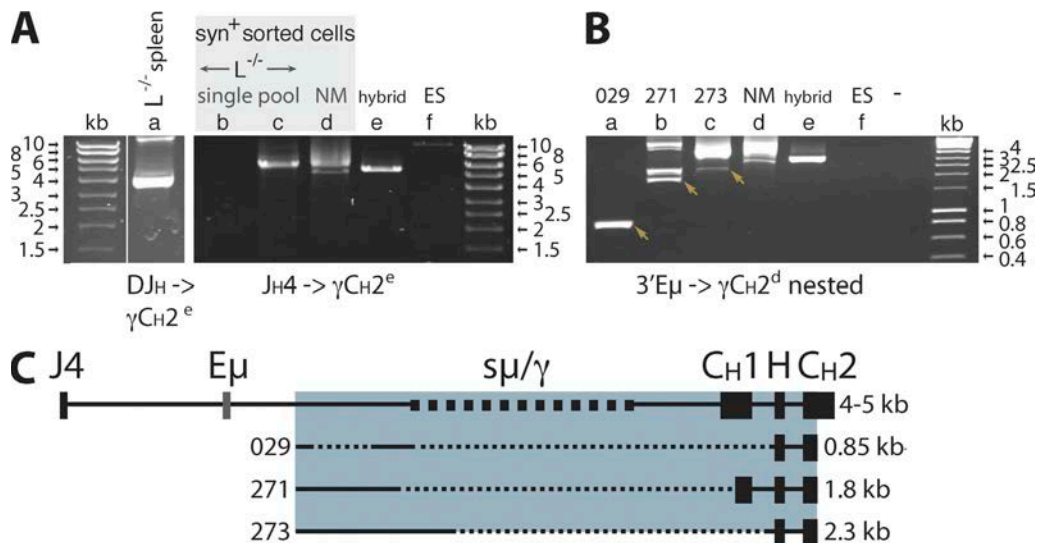 A
B
L-/- spleen
syn+ sorted cells
← L-/- →
single pool NM hybrid ES
kb a b c d e f kb
10
8
6
5
4
3
2.5
2
1.5
10
8
6
5
4
3
2.5
2
1.5
DJH ->
γCH2 e
JH4 -> γCH2e
029 271 273 NM hybrid ES -
a b c d e f kb
4
32.5
2
1.5
1
0.8
0.6
0.4
3'Eμ -> γCH2d nested
C
J4 Eμ sμ/γ CH1 H CH2
4-5 kb
029 0.85 kb
271 1.8 kb
273 2.3 kb